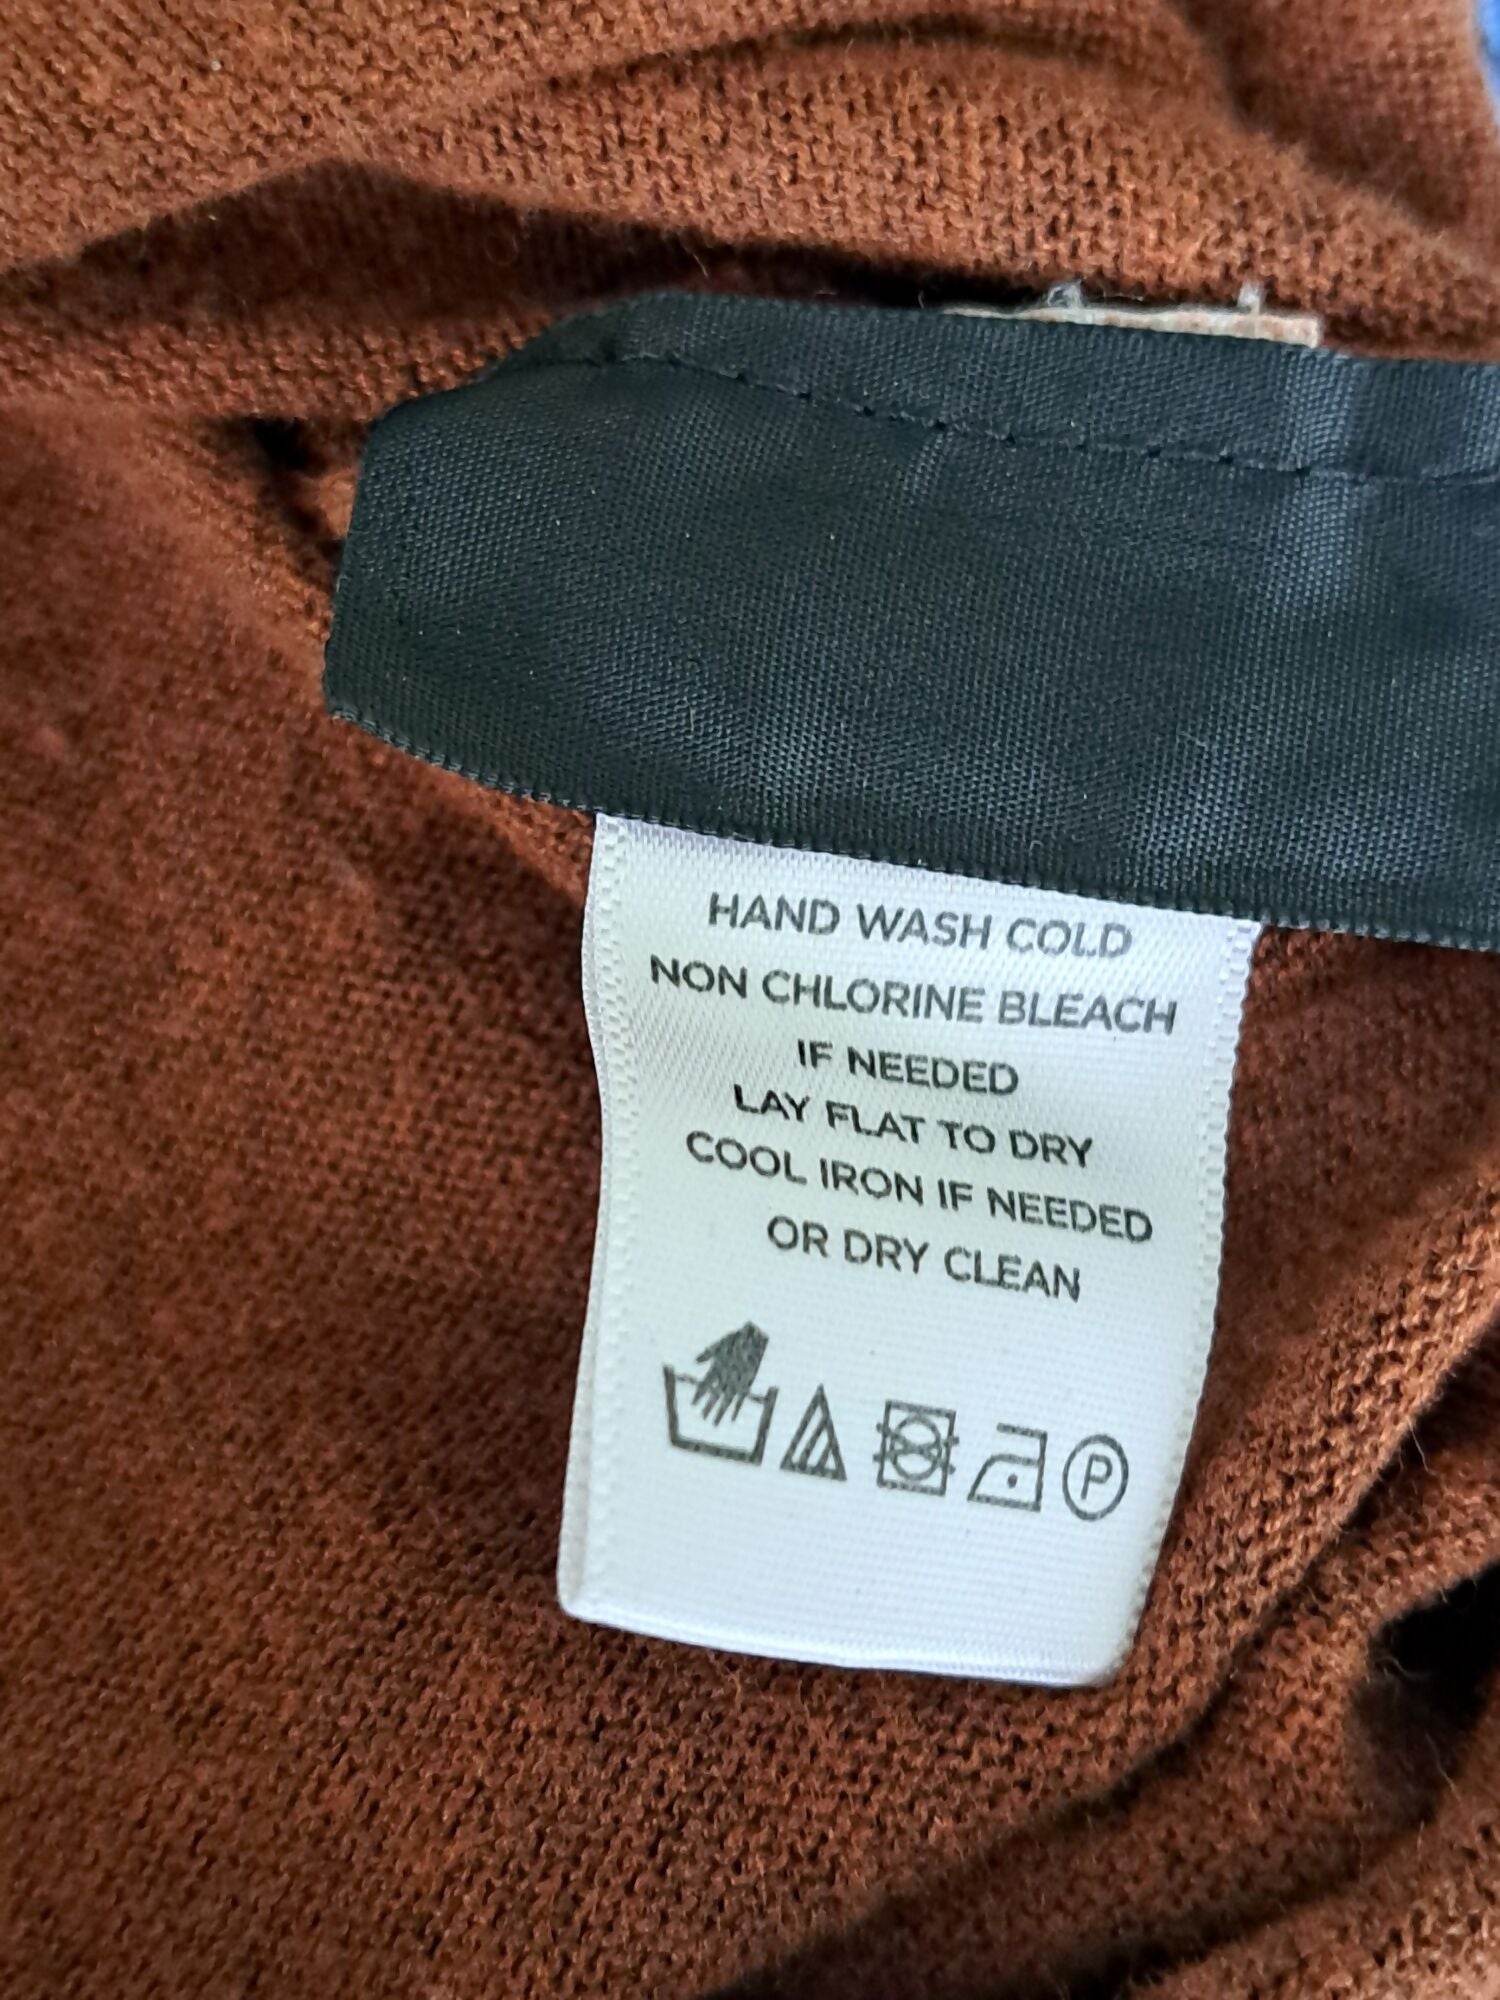 HAND WASH COLD
NON CHLORINE BLEACH
IF NEEDED
LAY FLAT TO DRY
COOL IRON IF NEEDED
OR DRY CLEAN
P